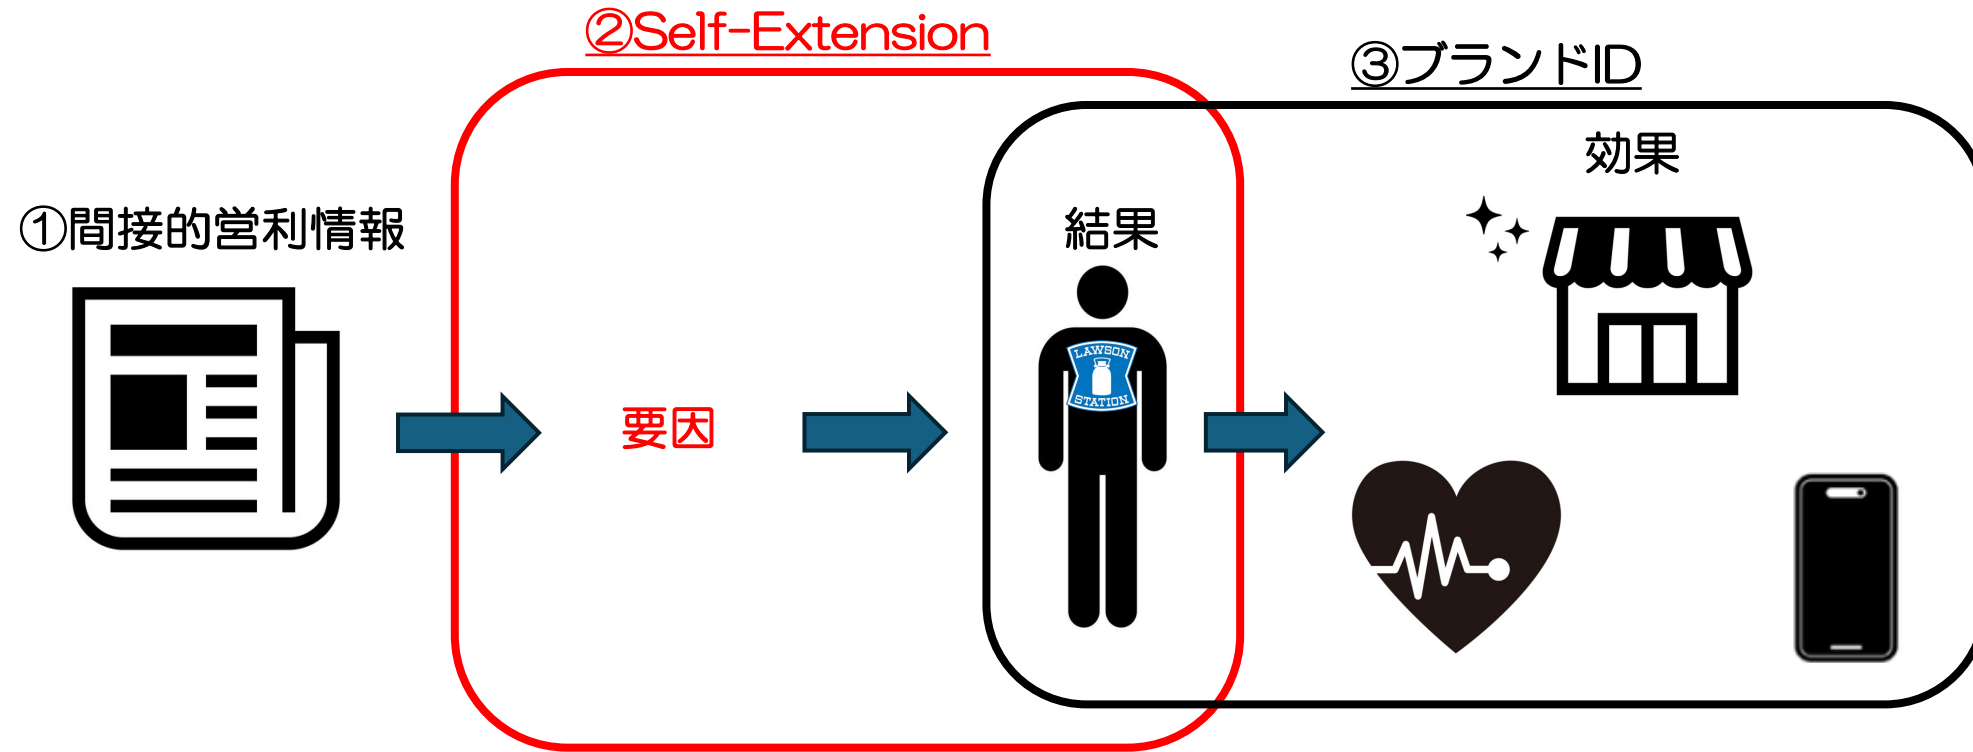 ②Self-Extension
③ブランドID
効果
①間接的営利情報
結果
LAWSON
STATION
要因